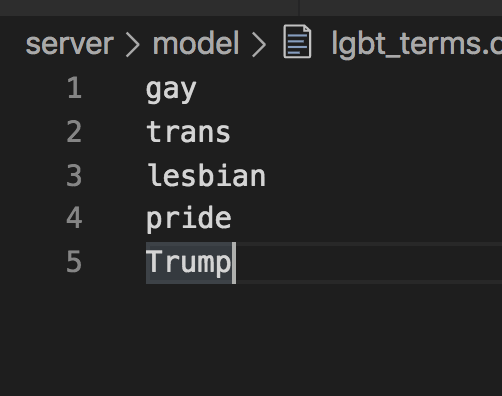 server > model > lgbt_terms.c
1 gay
2 trans
3 lesbian
4 pride
5 Trump